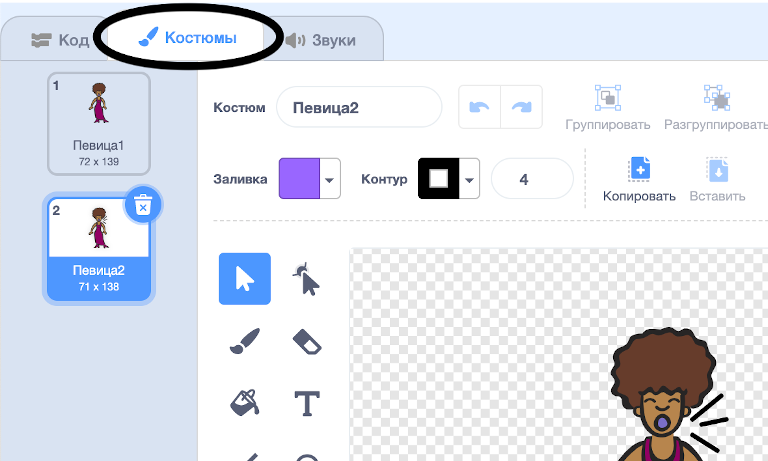 Код
Костюмы
Звуки
1
Певица1
72 x 139
2
Певица2
71 x 138
Костюм
Певица2
Группировать
Разгруппировать
Заливка
Контур
4
Копировать
Вставить
T